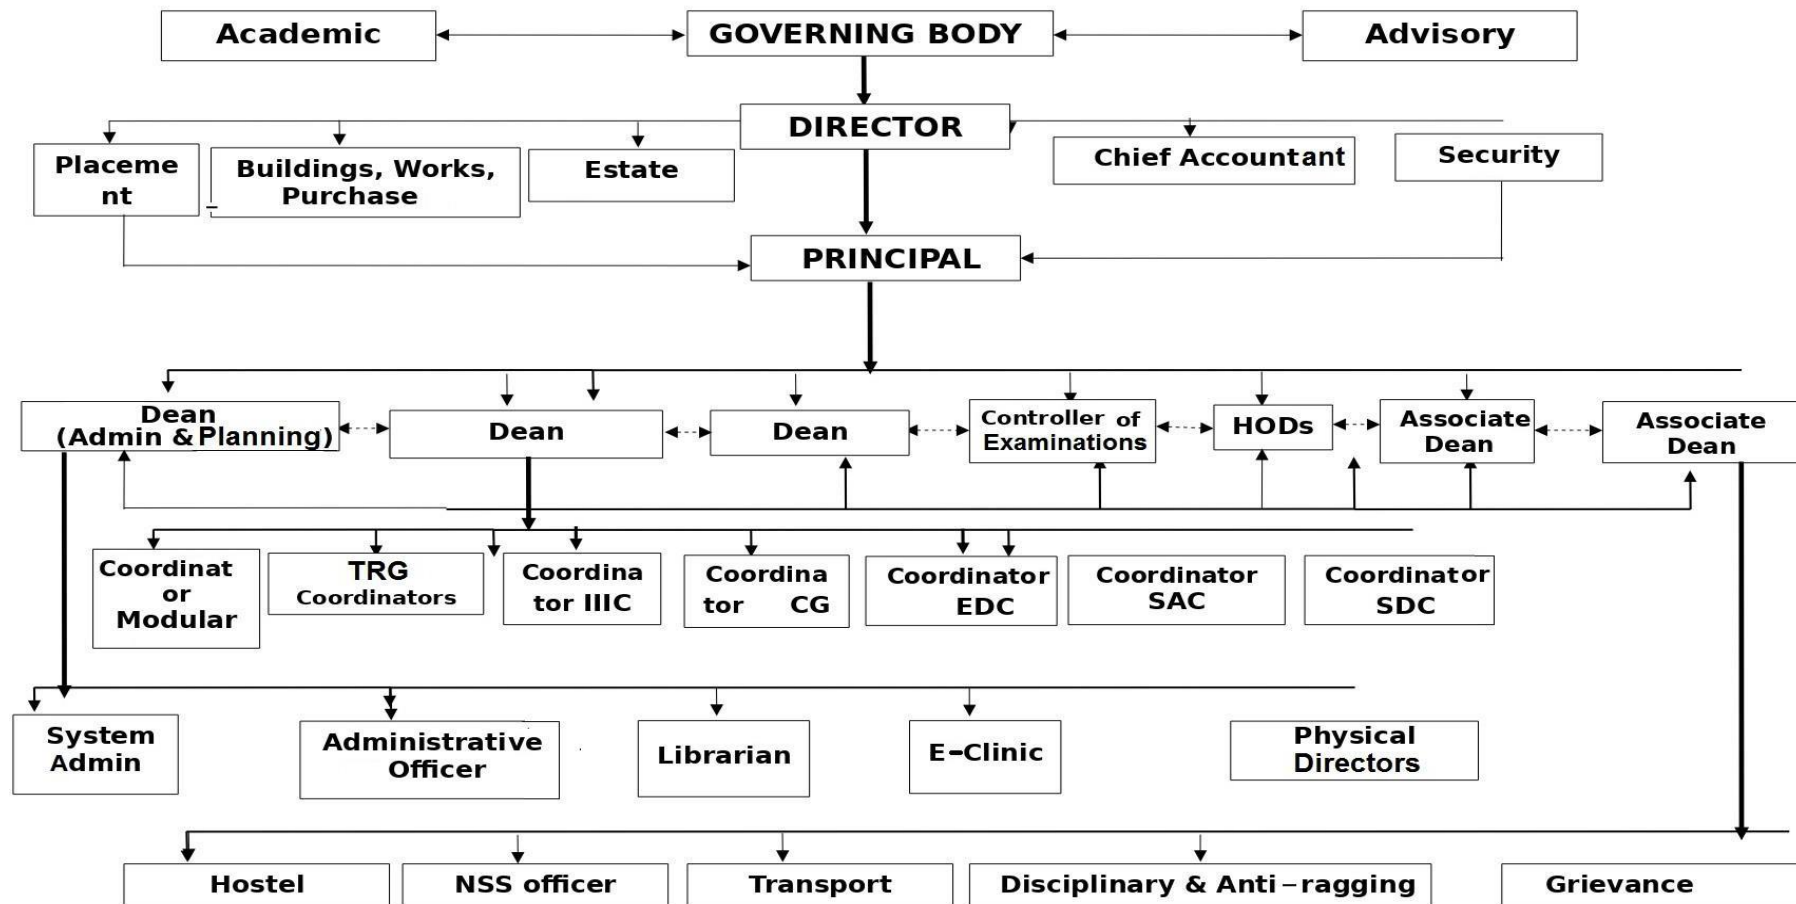 Academic
GOVERNING BODY
Advisory
DIRECTOR
Placeme
nt
Buildings, Works,
Purchase
Estate
Chief Accountant
Security
PRINCIPAL
Dean
(Admin & Planning)
Dean
Dean
Controller of
Examinations
HODs
Associate
Dean
Associate
Dean
Coordinat
or
Modular
TRG
Coordinators
Coordina
tor IIIC
Coordina
tor CG
Coordinator
EDC
Coordinator
SAC
Coordinator
SDC
System
Admin
Administrative
Officer
Librarian
E-Clinic
Physical
Directors
Hostel
NSS officer
Transport
Disciplinary & Anti-ragging
Grievance